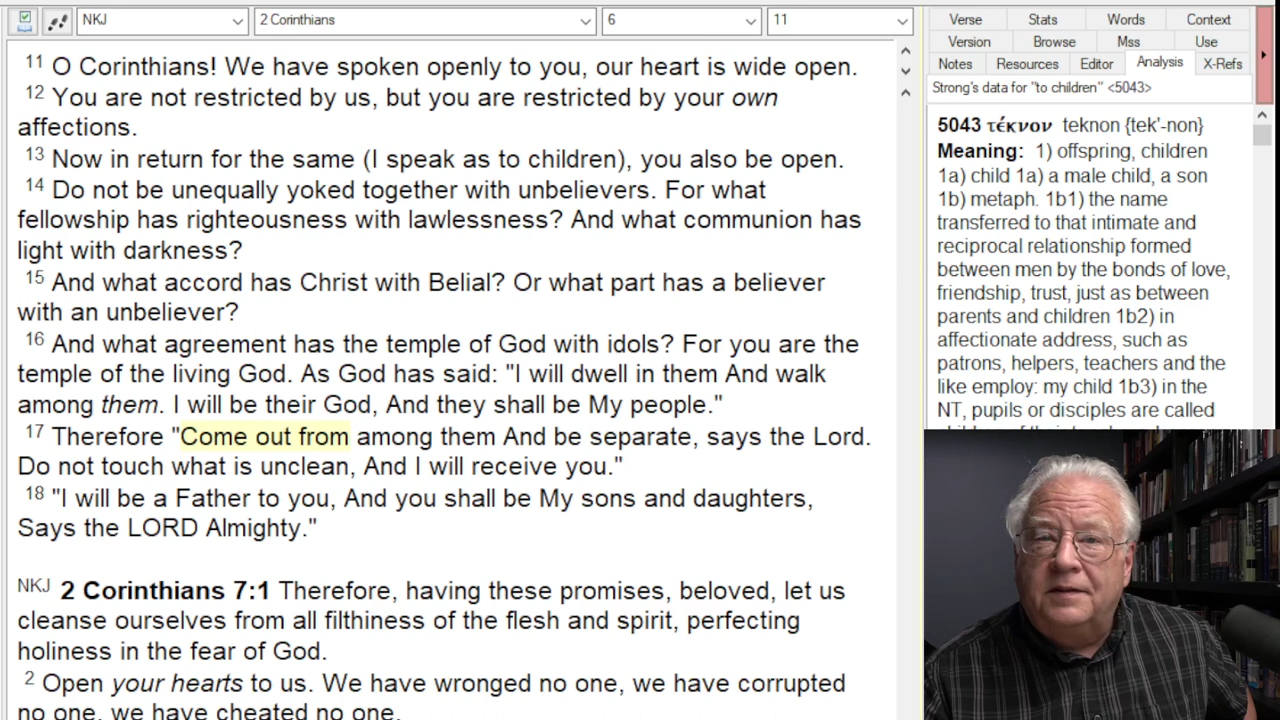 NKJ 2 Corinthians 6 11
11 O Corinthians! We have spoken openly to you, our heart is wide open.
12 You are not restricted by us, but you are restricted by your own
affections.
13 Now in return for the same (I speak as to children), you also be open.
14 Do not be unequally yoked together with unbelievers. For what
fellowship has righteousness with lawlessness? And what communion has
light with darkness?
15 And what accord has Christ with Belial? Or what part has a believer
with an unbeliever?
16 And what agreement has the temple of God with idols? For you are the
temple of the living God. As God has said: "I will dwell in them And walk
among them. I will be their God, And they shall be My people."
17 Therefore "Come out from among them And be separate, says the Lord.
Do not touch what is unclean, And I will receive you."
18 "I will be a Father to you, And you shall be My sons and daughters,
Says the LORD Almighty."
NKJ 2 Corinthians 7:1 Therefore, having these promises, beloved, let us
cleanse ourselves from all filthiness of the flesh and spirit, perfecting
holiness in the fear of God.
2 Open your hearts to us. We have wronged no one, we have corrupted
no one, we have cheated no one.
Verse Stats Words Context
Version Browse Mss Use
Notes Resources Editor Analysis X-Refs
Strong's data for "to children" <5043>
5043 τέκνον teknon {tek'-non}
Meaning: 1) offspring, children
1a) child 1a) a male child, a son
1b) metaph. 1b1) the name
transferred to that intimate and
reciprocal relationship formed
between men by the bonds of love,
friendship, trust, just as between
parents and children 1b2) in
affectionate address, such as
patrons, helpers, teachers and the
like employ: my child 1b3) in the
NT, pupils or disciples are called